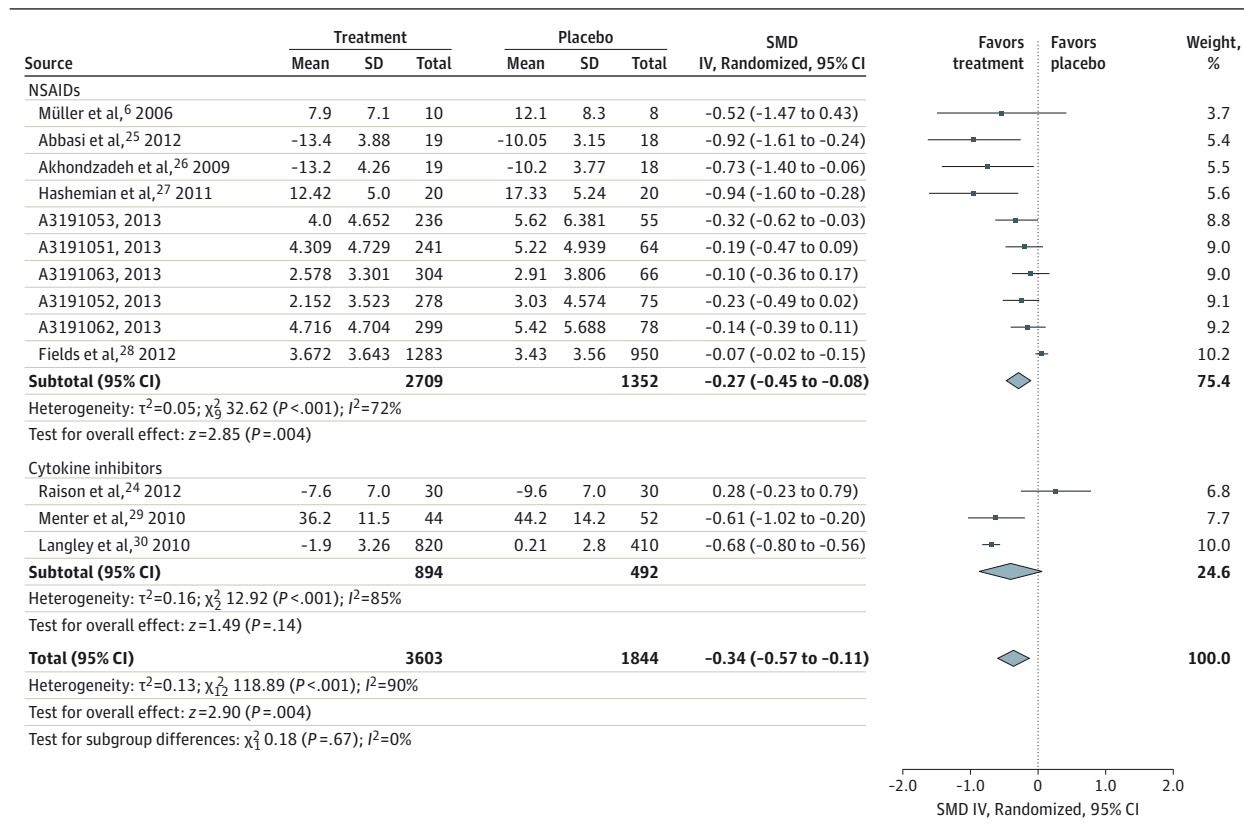 Treatment Placebo SMD Favors Favors Weight,
Source Mean SD Total Mean SD Total IV, Randomized, 95% CI treatment placebo %
NSAIDs
Müller et al,6 2006 7.9 7.1 10 12.1 8.3 8 -0.52 (-1.47 to 0.43) 3.7
Abbasi et al,25 2012 -13.4 3.88 19 -10.05 3.15 18 -0.92 (-1.61 to -0.24) 5.4
Akhondzadeh et al,26 2009 -13.2 4.26 19 -10.2 3.77 18 -0.73 (-1.40 to -0.06) 5.5
Hashemian et al,27 2011 12.42 5.0 20 17.33 5.24 20 -0.94 (-1.60 to -0.28) 5.6
A3191053, 2013 4.0 4.652 236 5.62 6.381 55 -0.32 (-0.62 to -0.03) 8.8
A3191051, 2013 4.309 4.729 241 5.22 4.939 64 -0.19 (-0.47 to 0.09) 9.0
A3191063, 2013 2.578 3.301 304 2.91 3.806 66 -0.10 (-0.36 to 0.17) 9.0
A3191052, 2013 2.152 3.523 278 3.03 4.574 75 -0.23 (-0.49 to 0.02) 9.1
A3191062, 2013 4.716 4.704 299 5.42 5.688 78 -0.14 (-0.39 to 0.11) 9.2
Fields et al,28 2012 3.672 3.643 1283 3.43 3.56 950 -0.07 (-0.02 to -0.15) 10.2
Subtotal (95% CI) 2709 1352 -0.27 (-0.45 to -0.08) 75.4
Heterogeneity: τ2=0.05; χ29 32.62 (P<.001); I2=72%
Test for overall effect: z=2.85 (P=.004)
Cytokine inhibitors
Raison et al,24 2012 -7.6 7.0 30 -9.6 7.0 30 0.28 (-0.23 to 0.79) 6.8
Menter et al,29 2010 36.2 11.5 44 44.2 14.2 52 -0.61 (-1.02 to -0.20) 7.7
Langley et al,30 2010 -1.9 3.26 820 0.21 2.8 410 -0.68 (-0.80 to -0.56) 10.0
Subtotal (95% CI) 894 492 24.6
Heterogeneity: τ2=0.16; χ22 12.92 (P<.001); I2=85%
Test for overall effect: z=1.49 (P=.14)
Total (95% CI) 3603 1844 -0.34 (-0.57 to -0.11) 100.0
Heterogeneity: τ2=0.13; χ212 118.89 (P<.001); I2=90%
Test for overall effect: z=2.90 (P=.004)
Test for subgroup differences: χ21 0.18 (P=.67); I2=0%
-2.0 -1.0 0 1.0 2.0
SMD IV, Randomized, 95% CI